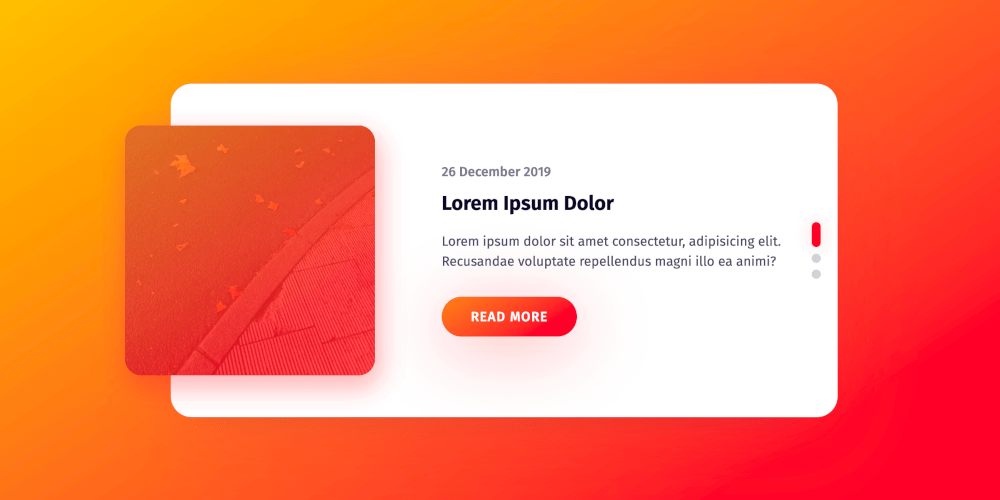 26 December 2019
Lorem Ipsum Dolor
Lorem ipsum dolor sit amet consectetur, adipisicing elit.
Recusandae voluptate repellendus magni illo ea animi?
READ MORE